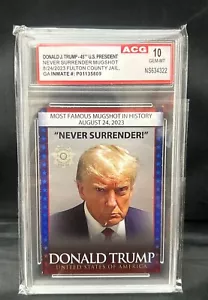 DONALD J. TRUMP - 45TH U.S. PRESIDENT
NEVER SURRENDER MUGSHOT
8/24/2023 FULTON COUNTY JAIL,
GA INMATE #: P01135809
ACG
10
GEM-MT
NS634322
MOST FAMOUS MUGSHOT IN HISTORY
AUGUST 24, 2023
"NEVER SURRENDER!"
DONALD TRUMP
UNITED STATES OF AMERICA